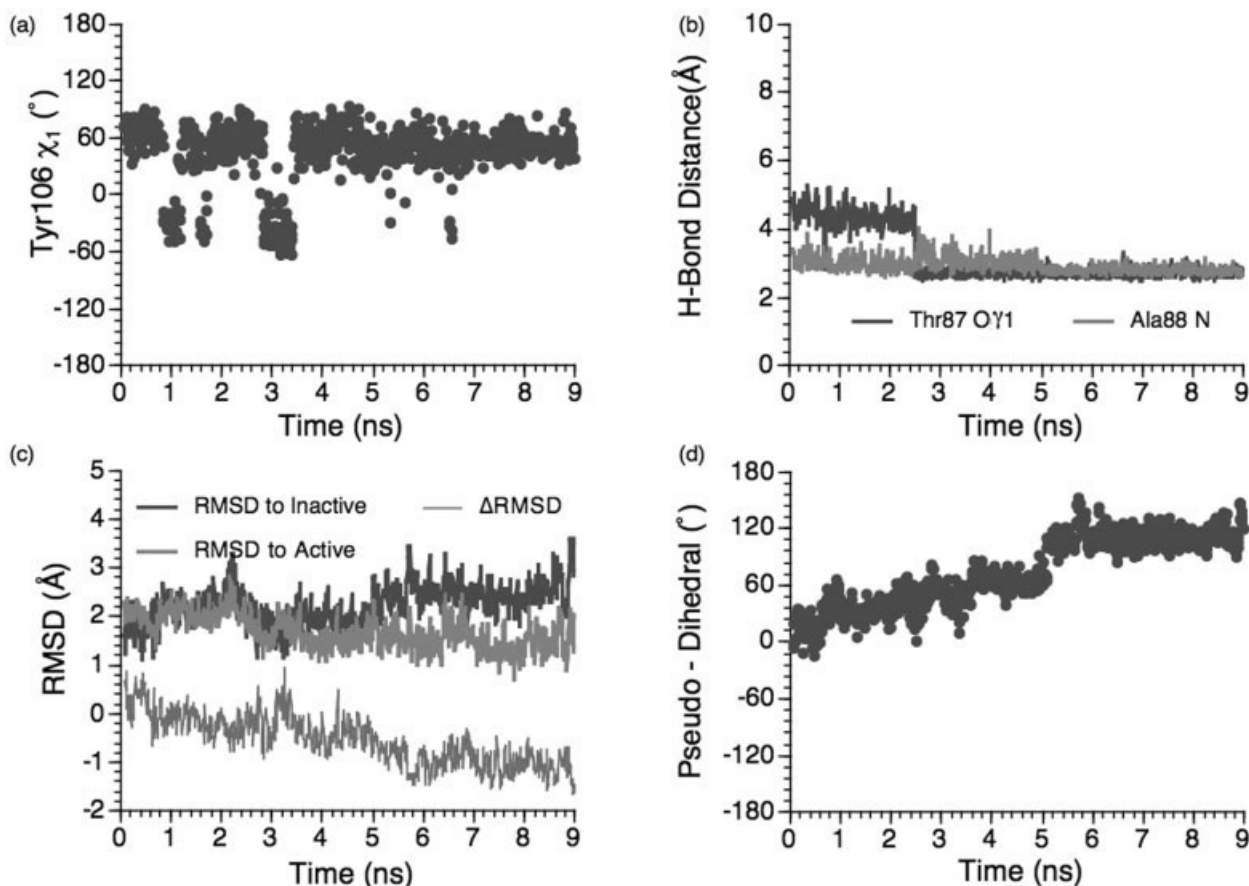 (a)
180
120
60
0
-60
-120
-180
Tyr106 χ1 (°)
0 1 2 3 4 5 6 7 8 9
Time (ns)
(b)
10
8
6
4
2
0
H-Bond Distance(Å)
Thr87 Oγ1 Ala88 N
0 1 2 3 4 5 6 7 8 9
Time (ns)
(c)
5
4
3
2
1
0
-1
-2
RMSD (Å)
RMSD to Inactive ΔRMSD
RMSD to Active
0 1 2 3 4 5 6 7 8 9
Time (ns)
(d)
180
120
60
0
-60
-120
-180
Pseudo - Dihedral (°)
0 1 2 3 4 5 6 7 8 9
Time (ns)